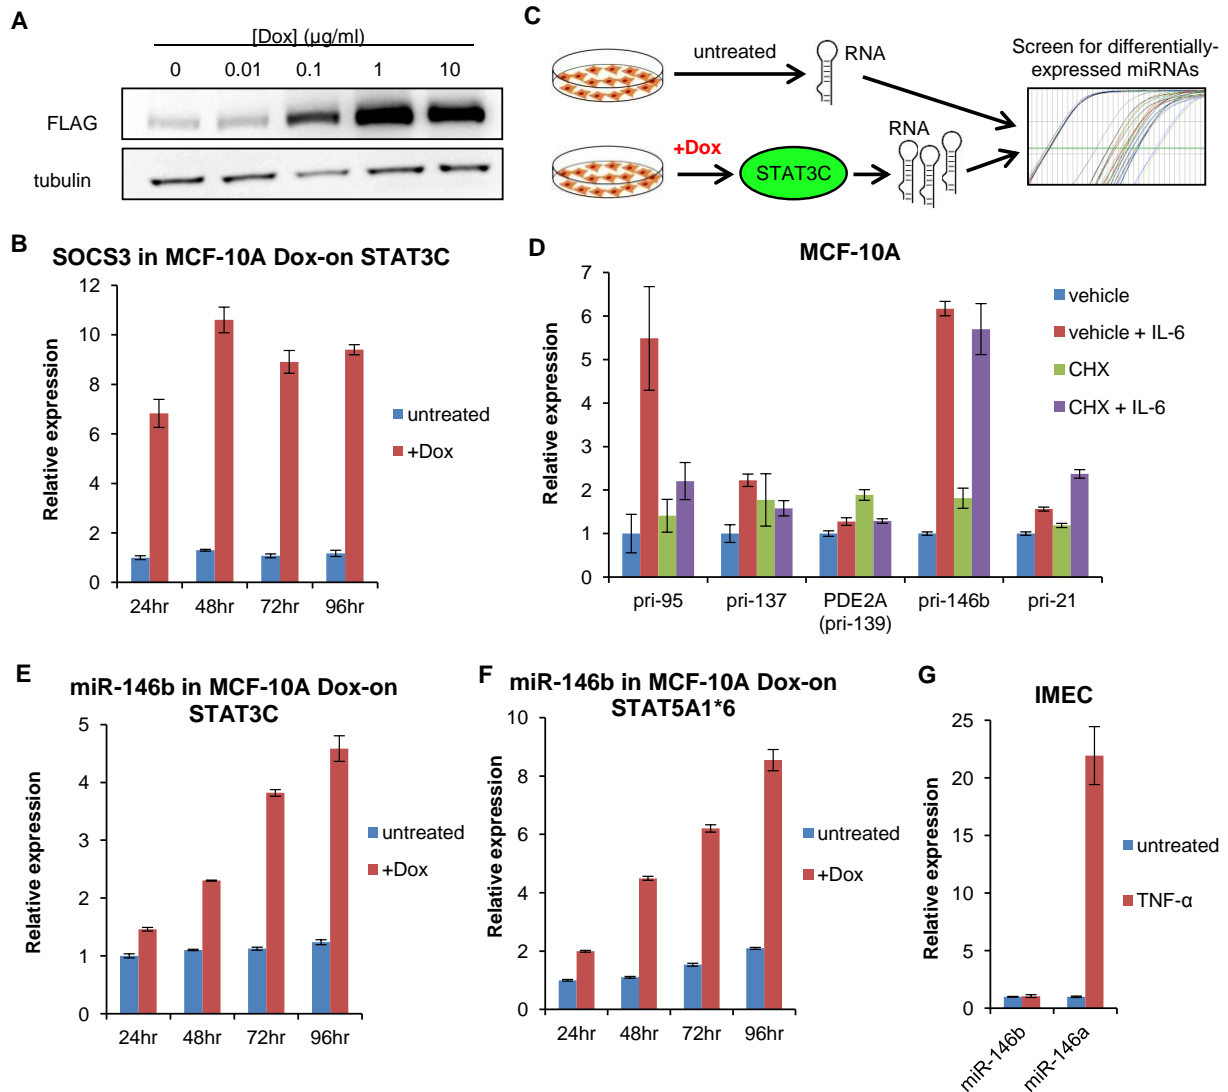 A
[Dox] (µg/ml)
0 0.01 0.1 1 10
FLAG
tubulin
B
SOCS3 in MCF-10A Dox-on STAT3C
Relative expression
12
10
8
6
4
2
0
24hr 48hr 72hr 96hr
untreated
+Dox
C
untreated
RNA
Screen for differentially-
expressed miRNAs
+Dox
STAT3C
RNA
D
MCF-10A
Relative expression
7
6
5
4
3
2
1
0
pri-95 pri-137 PDE2A pri-146b pri-21
(pri-139)
vehicle
vehicle + IL-6
CHX
CHX + IL-6
E
miR-146b in MCF-10A Dox-on
STAT3C
Relative expression
5
4
3
2
1
0
24hr 48hr 72hr 96hr
untreated
+Dox
F
miR-146b in MCF-10A Dox-on
STAT5A1*6
Relative expression
10
8
6
4
2
0
24hr 48hr 72hr 96hr
untreated
+Dox
G
IMEC
Relative expression
25
20
15
10
5
0
miR-146b miR-146a
untreated
TNF-α